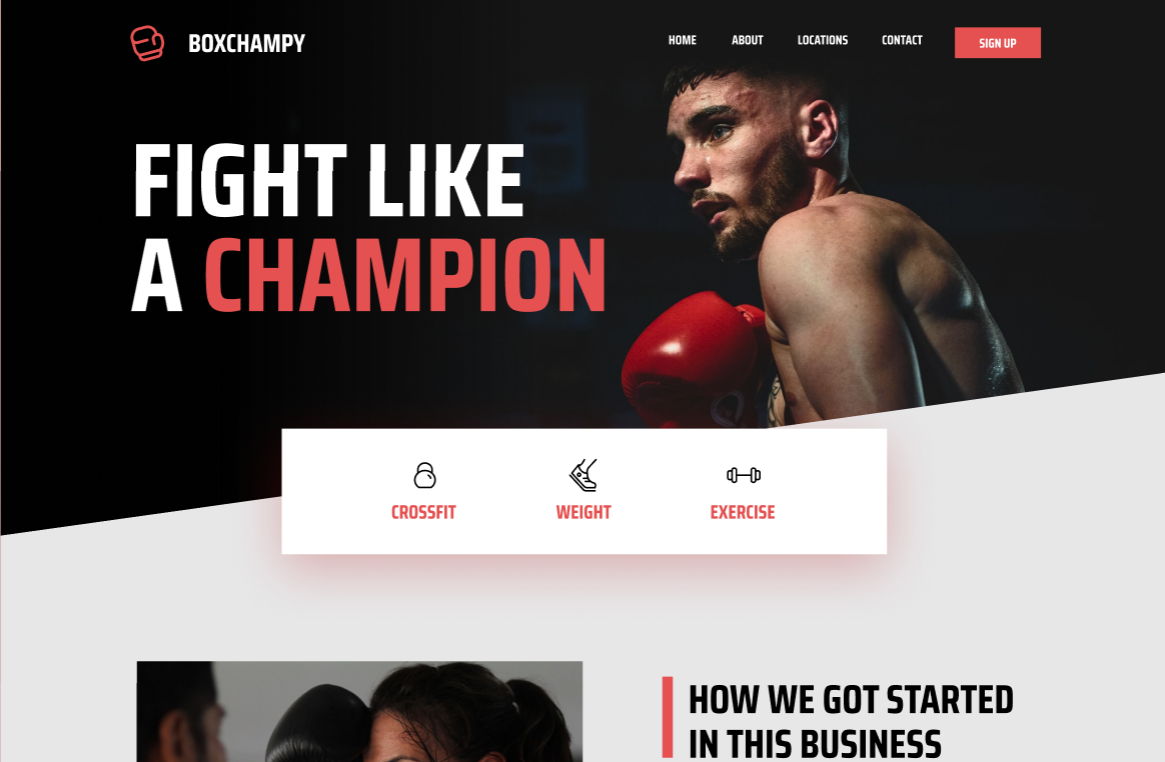 BOXCHAMPY
HOME ABOUT LOCATIONS CONTACT SIGN UP
FIGHT LIKE
A CHAMPION
CROSSFIT WEIGHT EXERCISE
HOW WE GOT STARTED
IN THIS BUSINESS